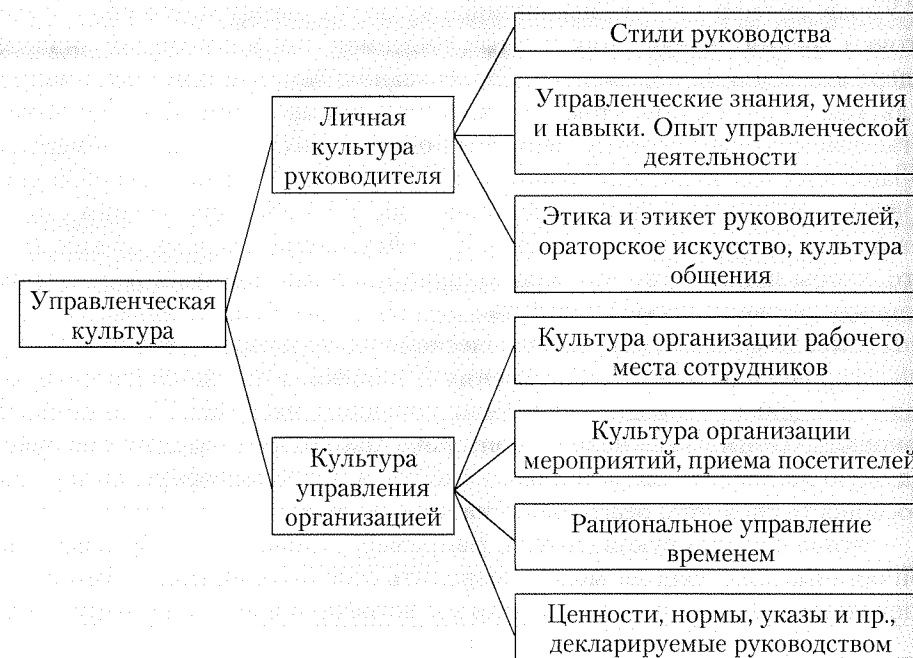 Управленческая
культура
Личная
культура
руководителя
Стили руководства
Управленческие знания, умения
и навыки. Опыт управленческой
деятельности
Этика и этикет руководителей,
ораторское искусство, культура
общения
Культура
управления
организацией
Культура организации рабочего
места сотрудников
Культура организации
мероприятий, приема посетителей
Рациональное управление
временем
Ценности, нормы, указы и пр.,
декларируемые руководством